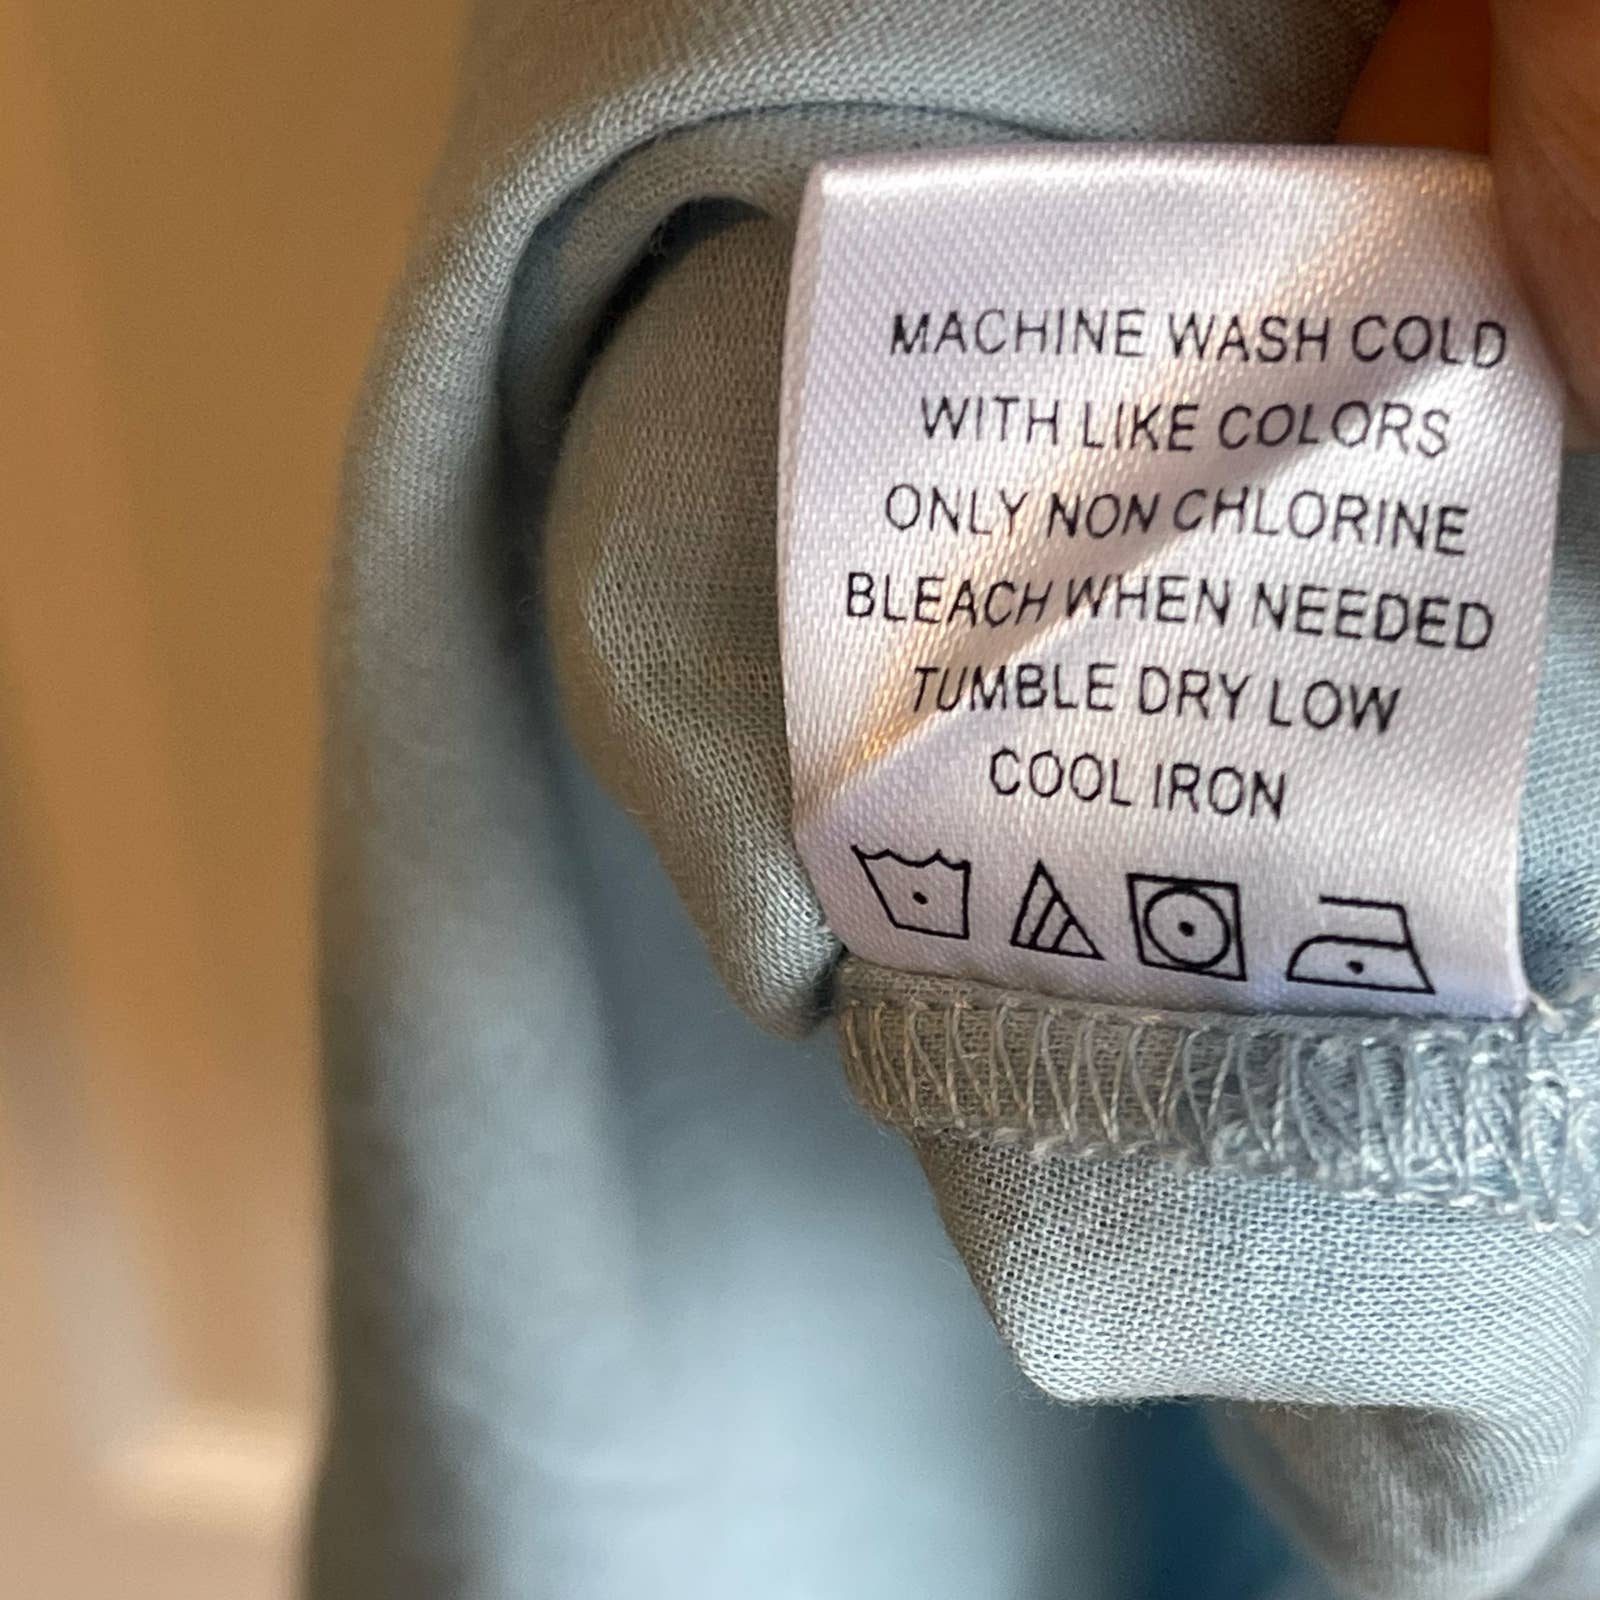 MACHINE WASH COLD
WITH LIKE COLORS
ONLY NON CHLORINE
BLEACH WHEN NEEDED
TUMBLE DRY LOW
COOL IRON